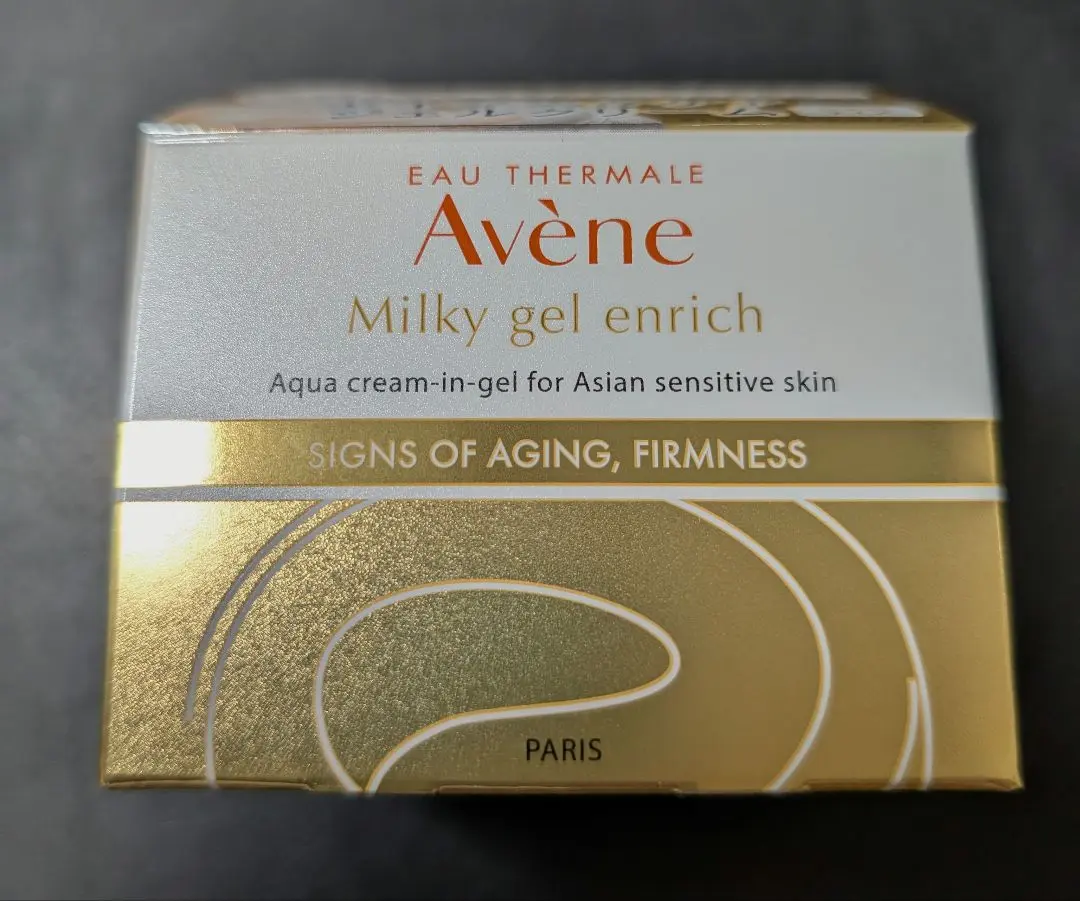 EAU THERMALE
Avène
Milky gel enrich
Aqua cream-in-gel for Asian sensitive skin
SIGNS OF AGING, FIRMNESS
PARIS